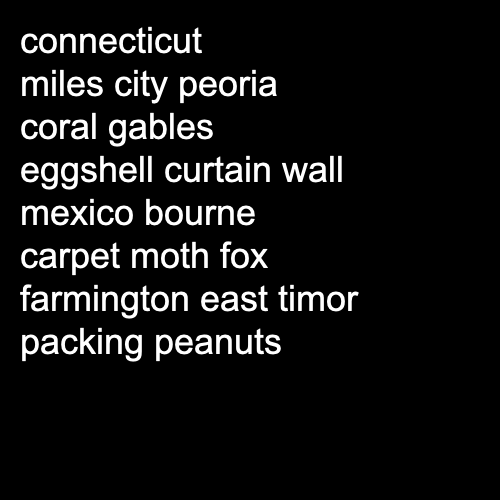 connecticut
miles city peoria
coral gables
eggshell curtain wall
mexico bourne
carpet moth fox
farmington east timor
packing peanuts